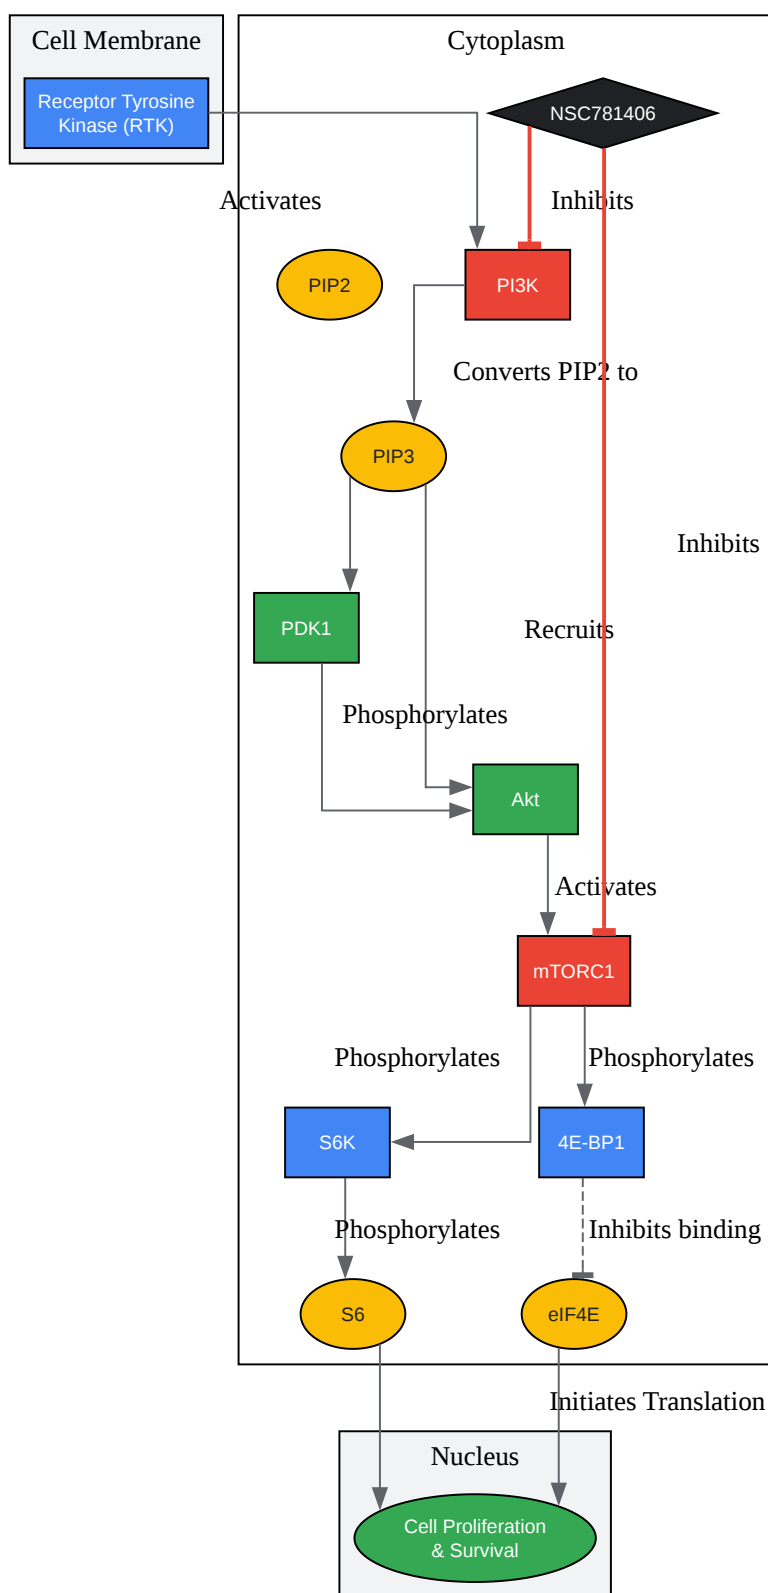 Cell Membrane
Cytoplasm
Receptor Tyrosine
Kinase (RTK)
NSC781406
Activates
Inhibits
PIP2
PI3K
Converts PIP2 to
PIP3
Inhibits
PDK1
Recruits
Phosphorylates
Akt
Activates
mTORC1
Phosphorylates
Phosphorylates
S6K
4E-BP1
Phosphorylates
Inhibits binding
S6
eIF4E
Initiates Translation
Nucleus
Cell Proliferation
& Survival